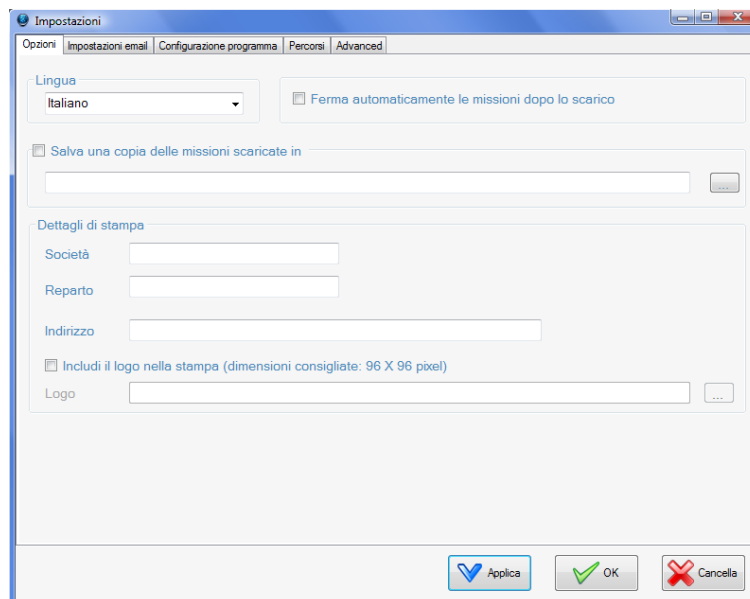 Impostazioni
Opzioni Impostazioni email Configurazione programma Percorsi Advanced
Lingua
Italiano
Ferma automaticamente le missioni dopo lo scarico
Salva una copia delle missioni scaricate in
...
Dettagli di stampa
Società
Reparto
Indirizzo
Includi il logo nella stampa (dimensioni consigliate: 96 X 96 pixel)
Logo
...
Applica OK Cancella